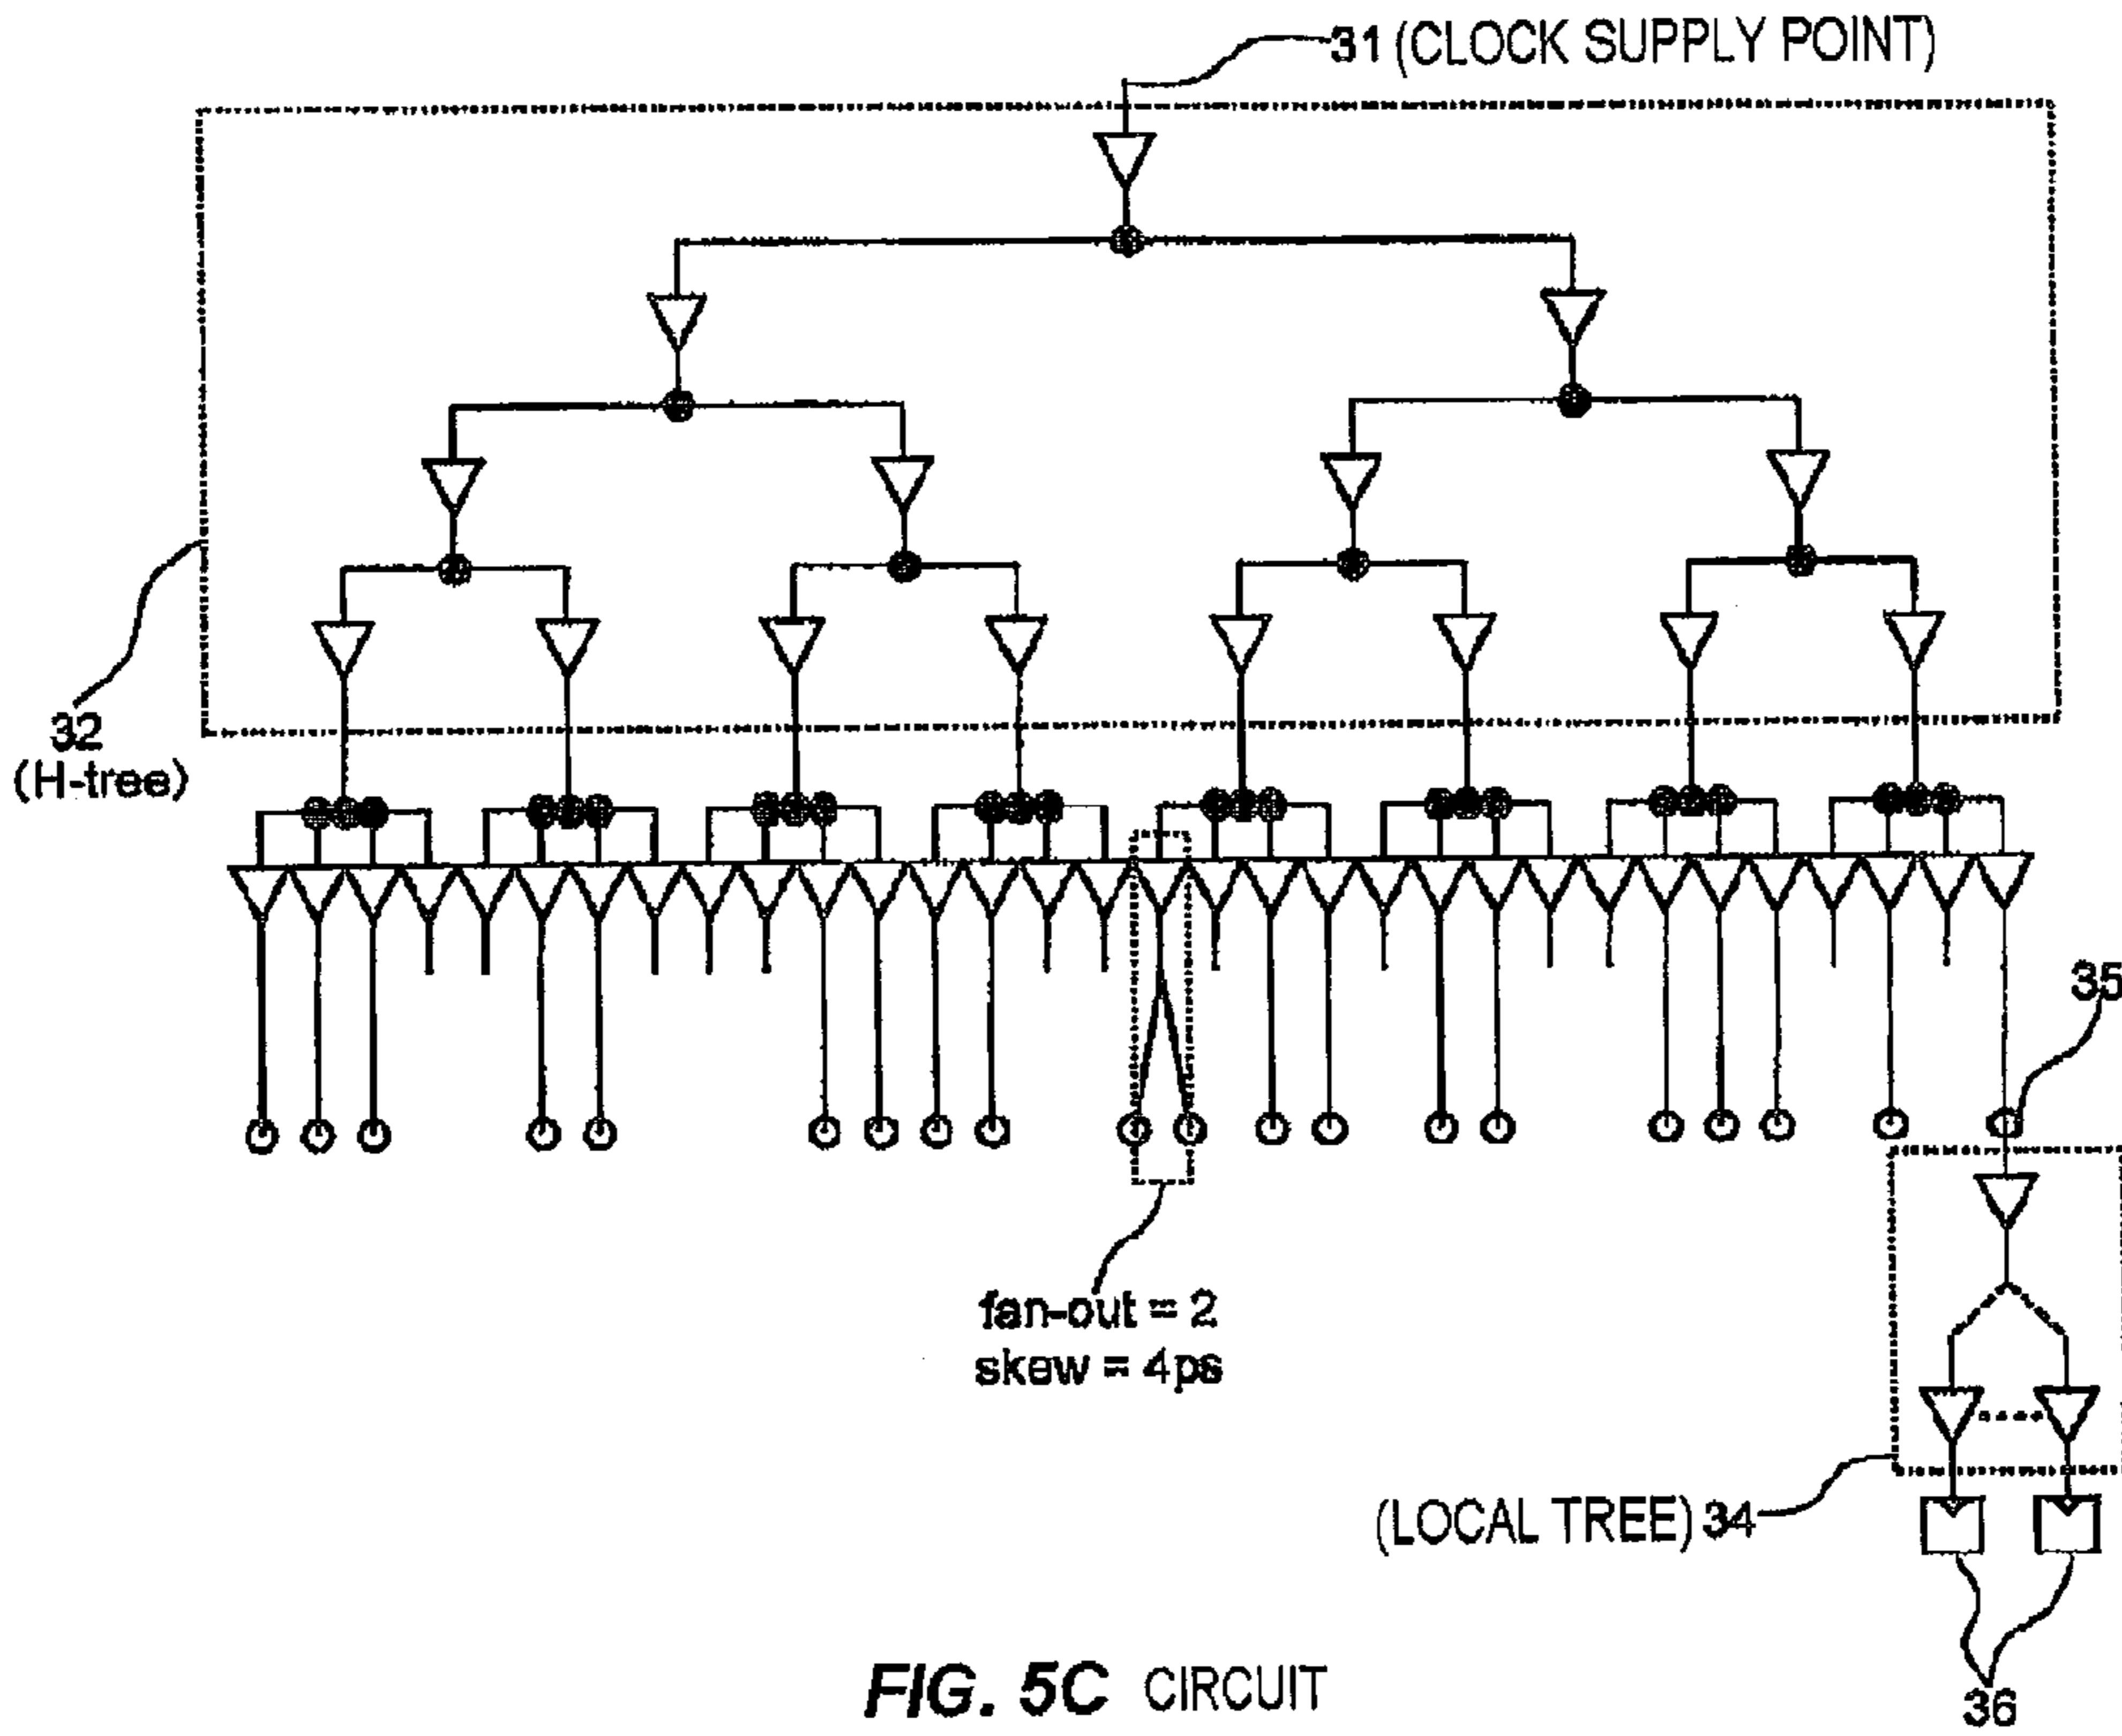 31 (CLOCK SUPPLY POINT)
32
(H-tree)
35
fan-out = 2
skew = 4ps
(LOCAL TREE) 34
36
FIG. 5C CIRCUIT